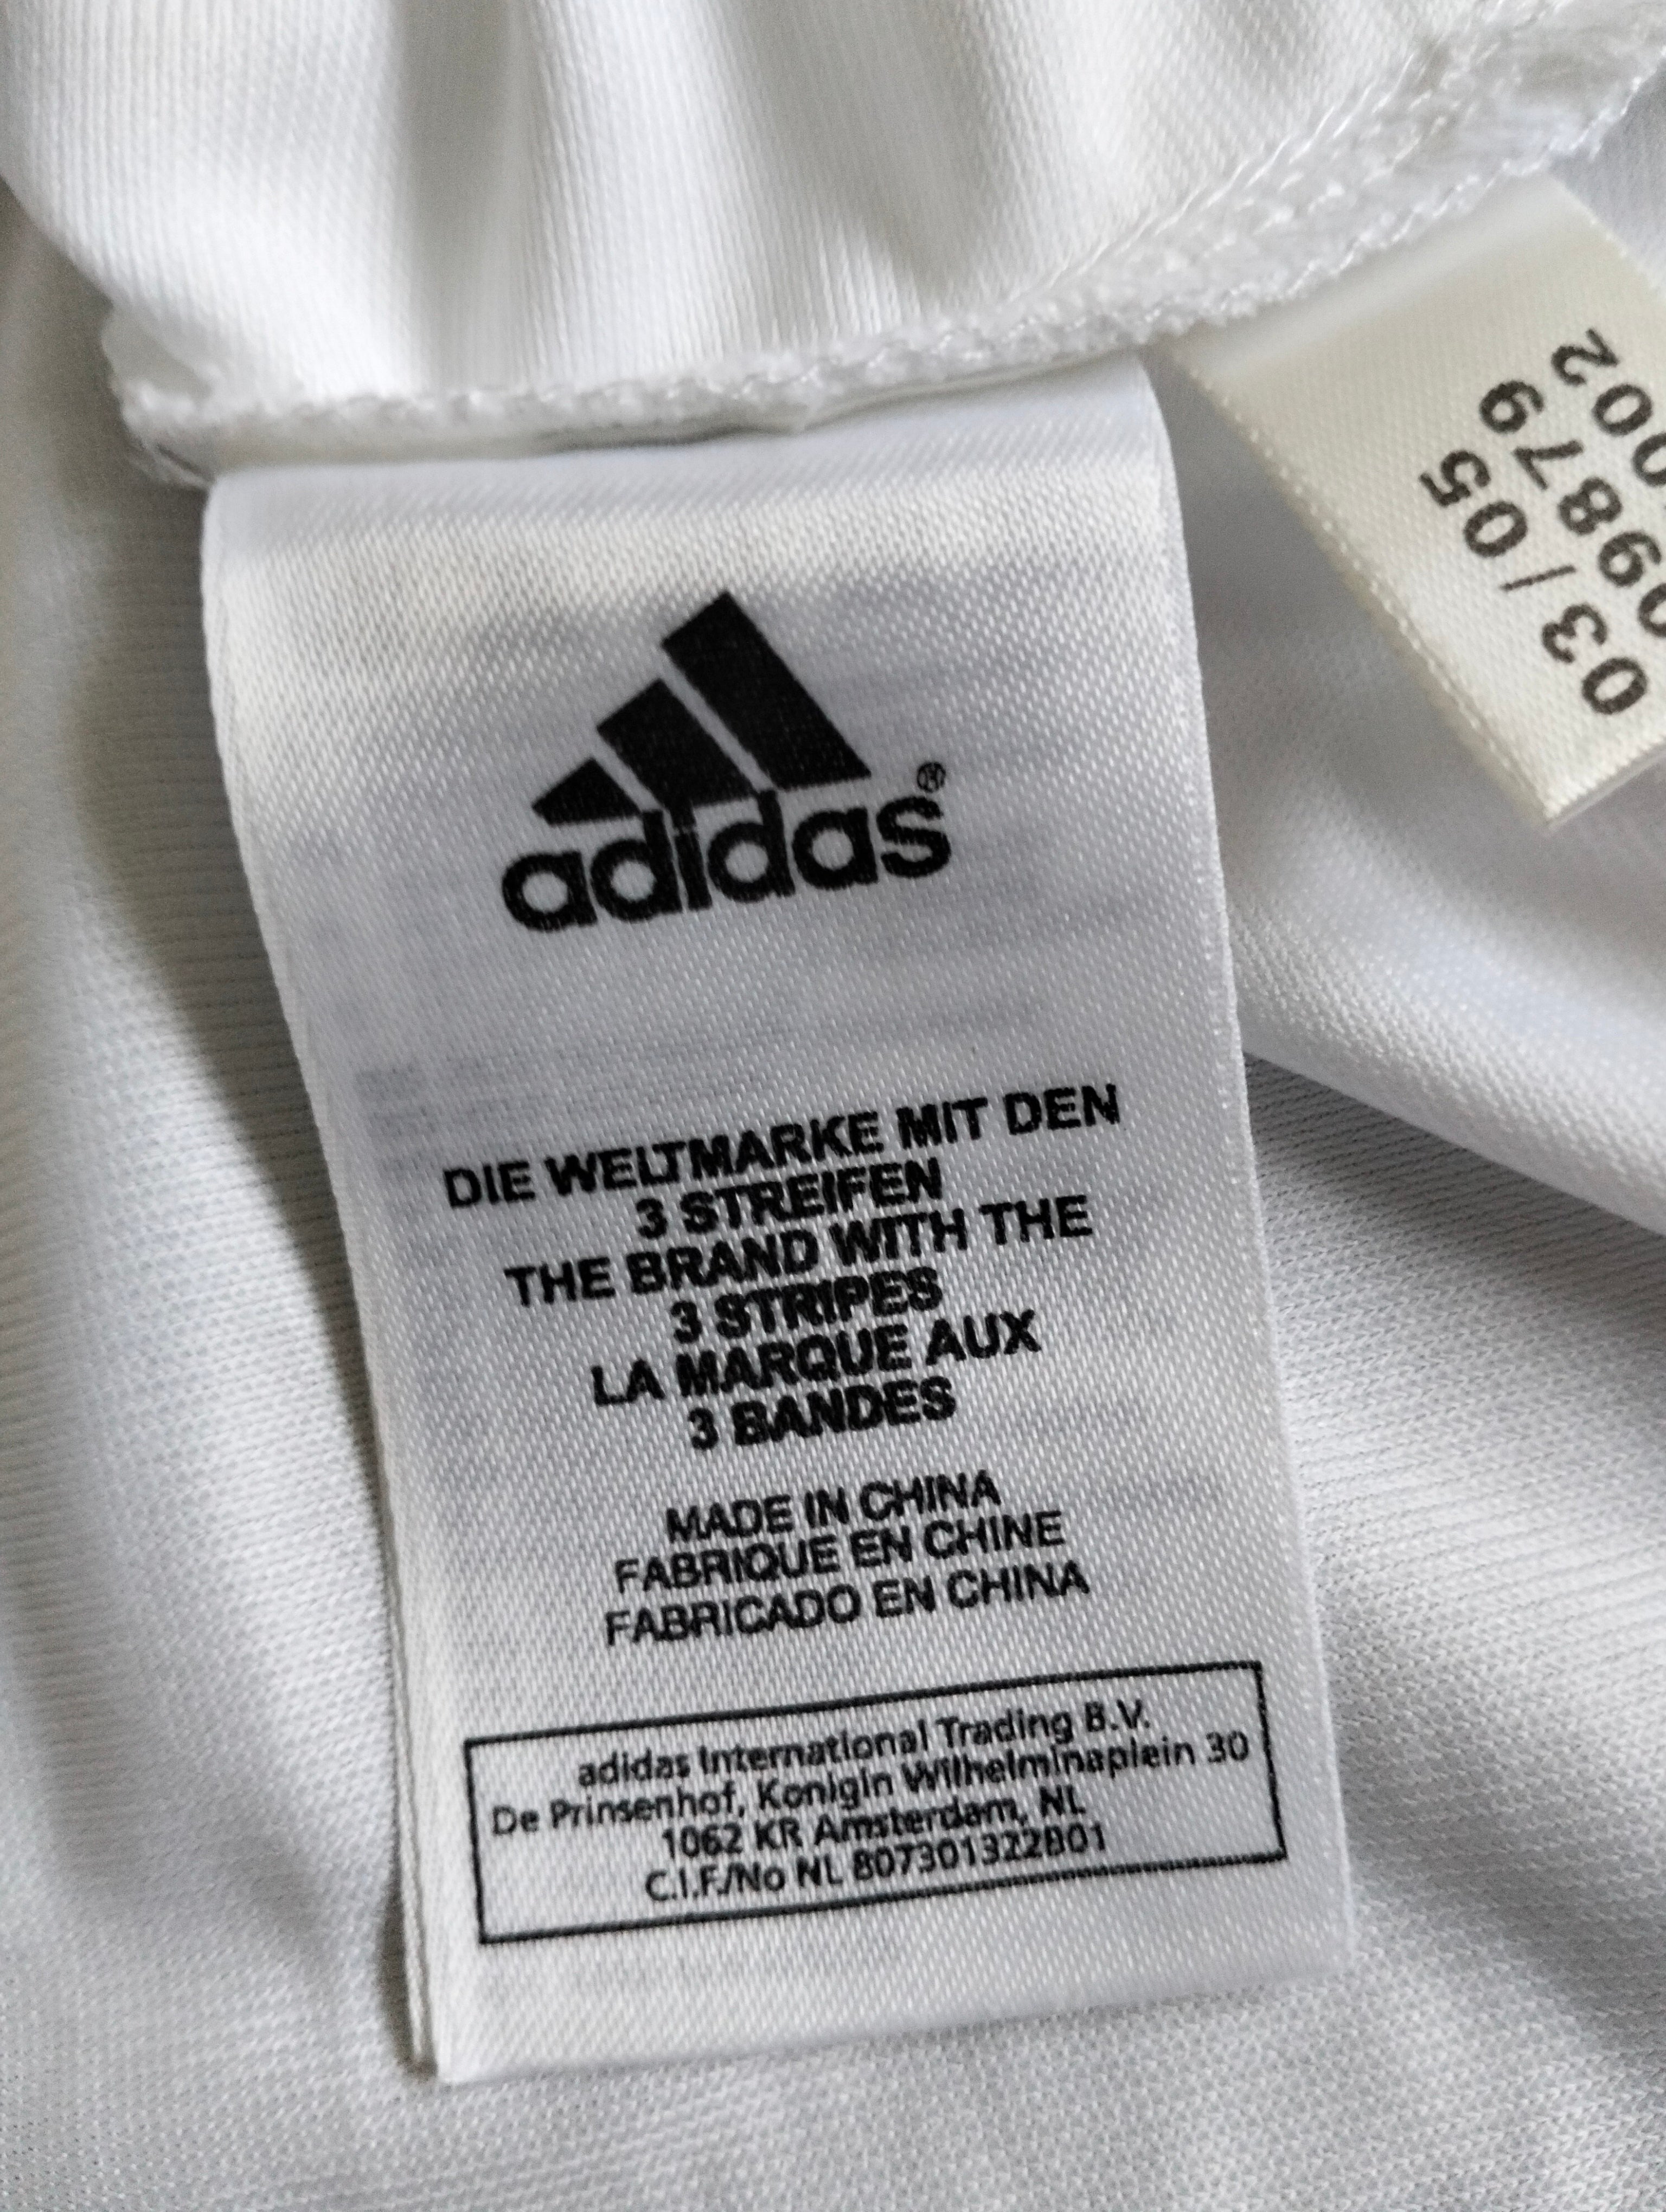 adidas®
DIE WELTMARKE MIT DEN
3 STREIFEN
THE BRAND WITH THE
3 STRIPES
LA MARQUE AUX
3 BANDES
MADE IN CHINA
FABRIQUE EN CHINE
FABRICADO EN CHINA
adidas International Trading B.V.
De Prinsenhof, Konigin Wilhelminaplein 30
1062 KR Amsterdam, NL
C.I.F./No NL 807301322B01
03/05